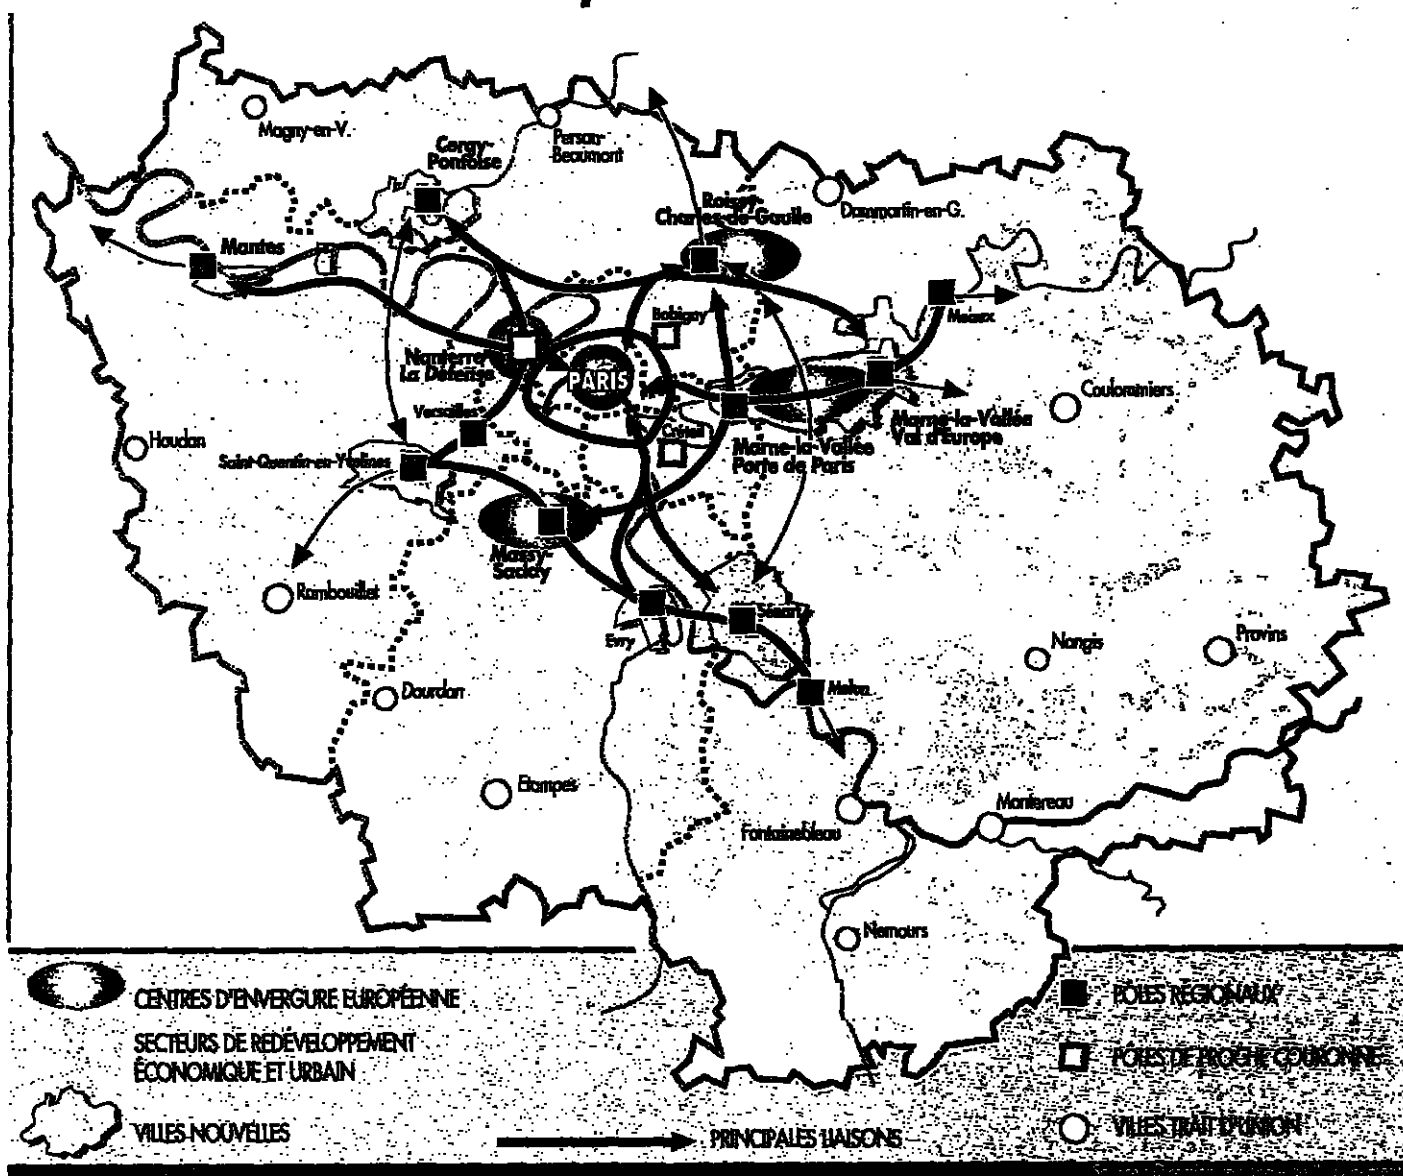 Magny-en-V.
Persan-
Beaumont
Cergy-
Pontoise
Roissy-
Charles-de-Gaulle
Dammartin-en-G.
Mantes
Meaux
Bobigny
Nanterre
La Défense
PARIS
Coulommiers
Versailles
Créteil
Marne-la-Vallée
Val d'Europe
Marne-la-Vallée
Porte de Paris
Houdan
Saint-Quentin-en-Yvelines
Massy-
Saclay
Rambouillet
Sénart
Evry
Nangis
Provins
Dourdan
Melun
Etampes
Montereau
Fontainebleau
Nemours
CENTRES D'ENVERGURE EUROPÉENNE
SECTEURS DE REDÉVELOPPEMENT
ÉCONOMIQUE ET URBAIN
VILLES NOUVELLES
PRINCIPALES LIAISONS
PÔLES RÉGIONAUX
PÔLES DE PROCHE COURONNE
VILLES TRAIT D'UNION